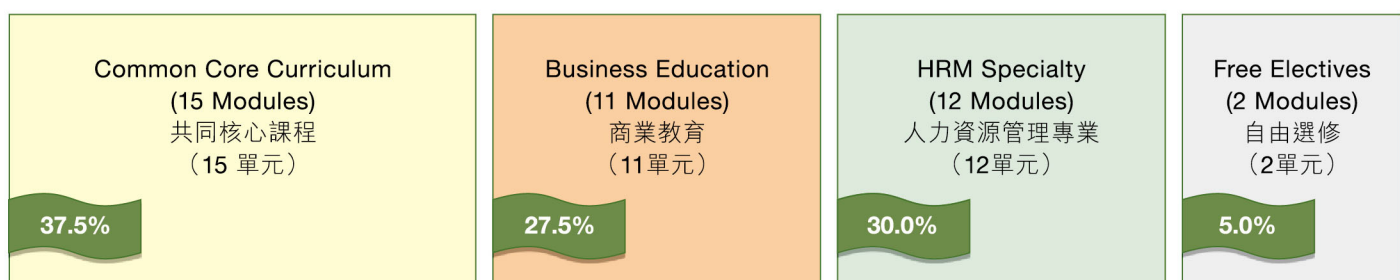 Common Core Curriculum
(15 Modules)
共同核心課程
（15 單元）
37.5%
Business Education
(11 Modules)
商業教育
（11單元）
27.5%
HRM Specialty
(12 Modules)
人力資源管理專業
（12單元）
30.0%
Free Electives
(2 Modules)
自由選修
（2單元）
5.0%